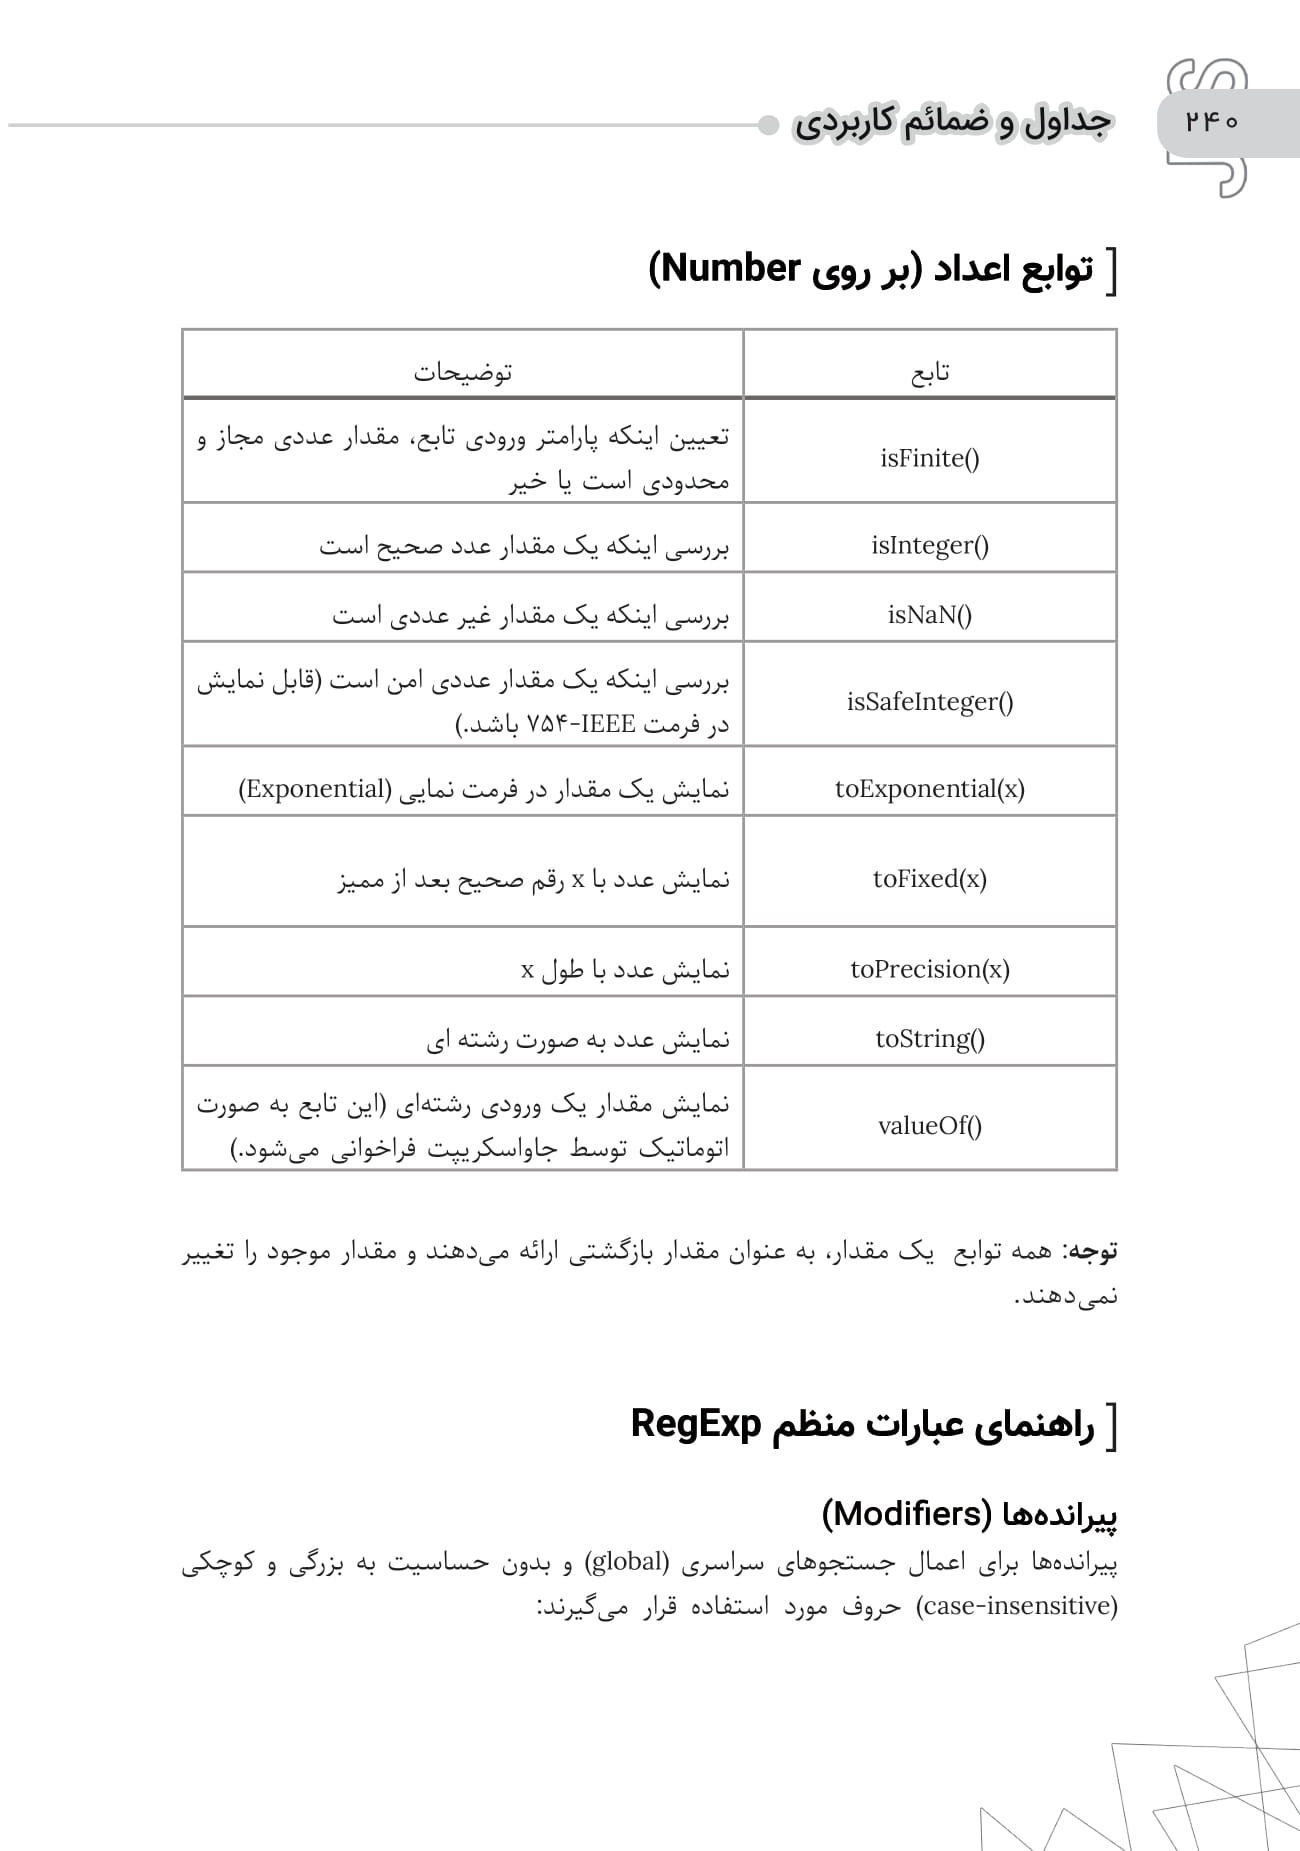 ۲۴۰
جداول و ضمائم کاربردی
توابع اعداد (بر روی Number)
تابع
توضیحات
isFinite()
تعیین اینکه پارامتر ورودی تابع، مقدار عددی مجاز و
محدودی است یا خیر
isInteger()
بررسی اینکه یک مقدار عدد صحیح است
isNaN()
بررسی اینکه یک مقدار غیر عددی است
isSafeInteger()
بررسی اینکه یک مقدار عددی امن است (قابل نمایش
در فرمت IEEE-۷۵۴ باشد.)
toExponential(x)
نمایش یک مقدار در فرمت نمایی (Exponential)
toFixed(x)
نمایش عدد با x رقم صحیح بعد از ممیز
toPrecision(x)
نمایش عدد با طول x
toString()
نمایش عدد به صورت رشته ای
valueOf()
نمایش مقدار یک ورودی رشته‌ای (این تابع به صورت
اتوماتیک توسط جاواسکریپت فراخوانی می‌شود.)
توجه: همه توابع یک مقدار، به عنوان مقدار بازگشتی ارائه می‌دهند و مقدار موجود را تغییر
نمی‌دهند.
راهنمای عبارات منظم RegExp
پیرانده‌ها (Modifiers)
پیرانده‌ها برای اعمال جستجوهای سراسری (global) و بدون حساسیت به بزرگی و کوچکی
(case-insensitive) حروف مورد استفاده قرار می‌گیرند: